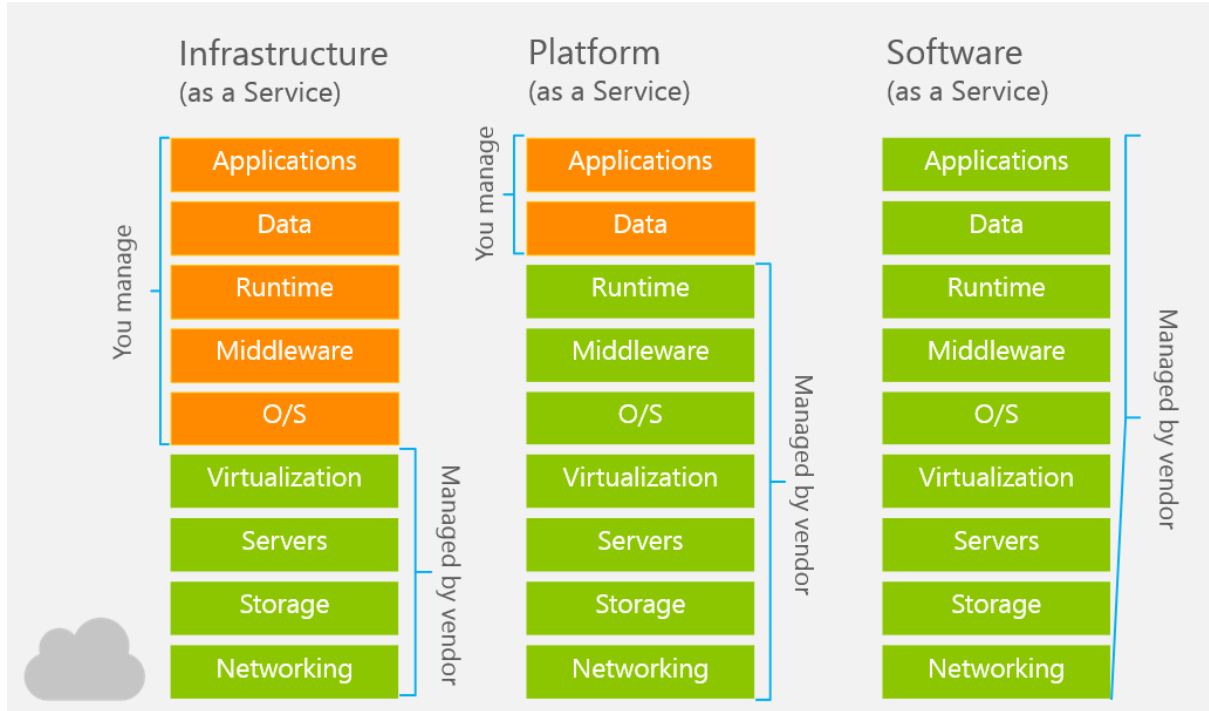 Infrastructure
(as a Service)
You manage
Applications
Data
Runtime
Middleware
O/S
Virtualization
Servers
Storage
Networking
Managed by vendor
Platform
(as a Service)
You manage
Applications
Data
Runtime
Middleware
O/S
Virtualization
Servers
Storage
Networking
Managed by vendor
Software
(as a Service)
Applications
Data
Runtime
Middleware
O/S
Virtualization
Servers
Storage
Networking
Managed by vendor